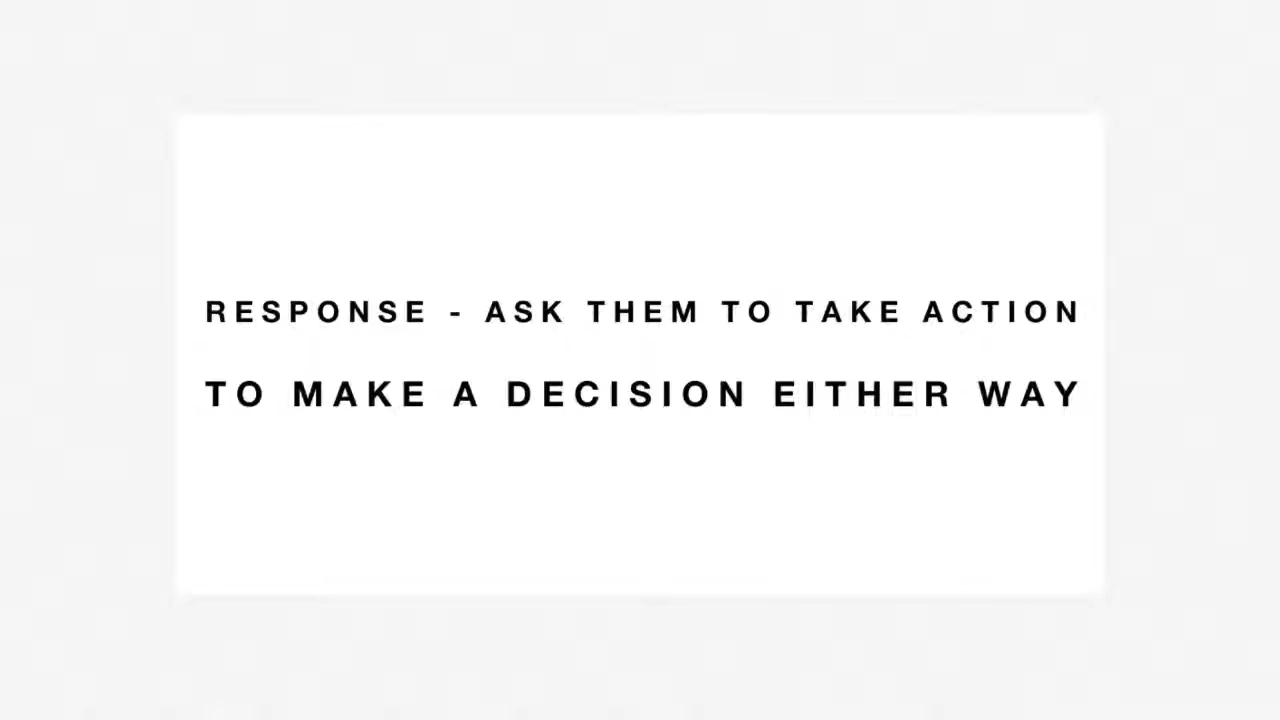 RESPONSE - ASK THEM TO TAKE ACTION
TO MAKE A DECISION EITHER WAY